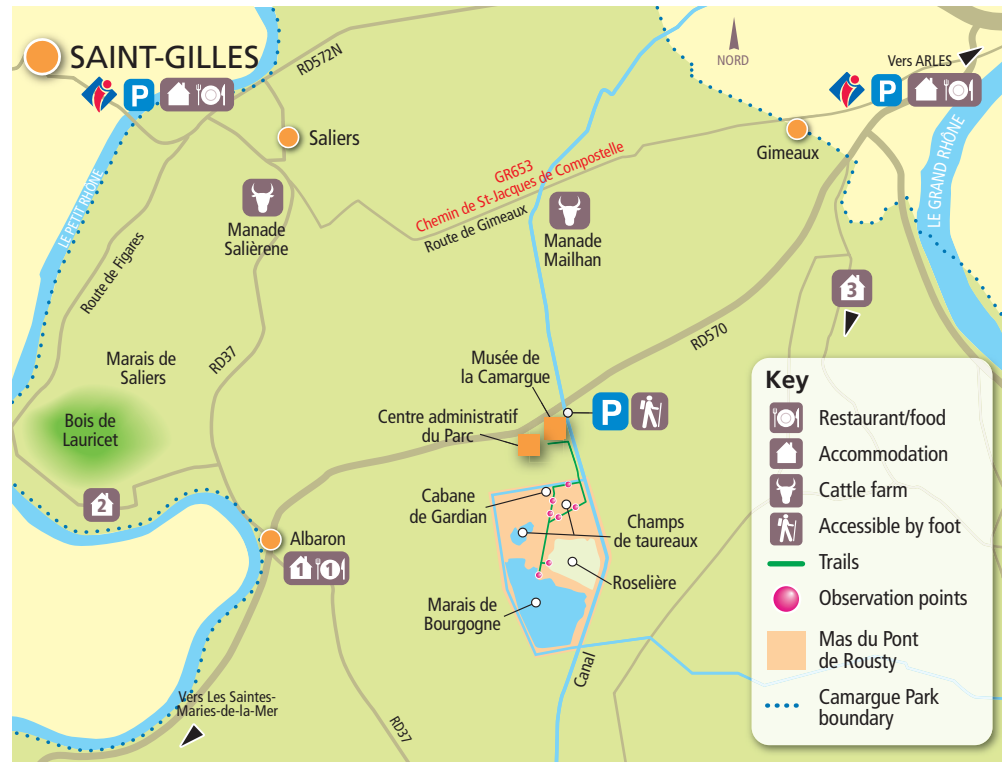 SAINT-GILLES
P
RD572N
NORD
Vers ARLES
P
Saliers
Gimeaux
LE PETIT RHÔNE
LE GRAND RHÔNE
GR653
Chemin de St-Jacques de Compostelle
Route de Gimeaux
Manade
Salièrene
Manade
Mailhan
Route de Figares
3
RD37
RD570
Marais de
Saliers
Musée de
la Camargue
Bois de
Lauricet
Centre administratif
du Parc
P
2
Cabane
de Gardian
Champs
de taureaux
Albaron
1
1
Roselière
Marais de
Bourgogne
Canal
Vers Les Saintes-
Maries-de-la-Mer
RD37
Key
Restaurant/food
Accommodation
Cattle farm
Accessible by foot
Trails
Observation points
Mas du Pont
de Rousty
Camargue Park
boundary